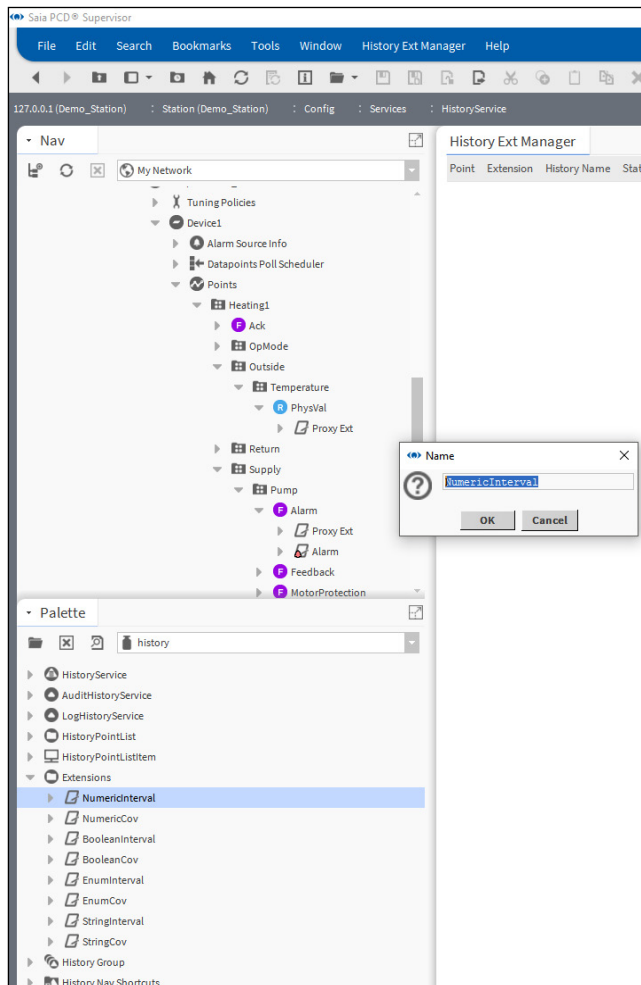 Saia PCD® Supervisor
File Edit Search Bookmarks Tools Window History Ext Manager Help
127.0.0.1 (Demo_Station) : Station (Demo_Station) : Config : Services : HistoryService
Nav
My Network
Tuning Policies
Device1
Alarm Source Info
Datapoints Poll Scheduler
Points
Heating1
F Ack
OpMode
Outside
Temperature
R PhysVal
Proxy Ext
Return
Supply
Pump
F Alarm
Proxy Ext
Alarm
F Feedback
F MotorProtection
History Ext Manager
Point Extension History Name Stat
Name
NumericInterval
OK Cancel
Palette
history
HistoryService
AuditHistoryService
LogHistoryService
HistoryPointList
HistoryPointListItem
Extensions
NumericInterval
NumericCov
BooleanInterval
BooleanCov
EnumInterval
EnumCov
StringInterval
StringCov
History Group
History Nav Shortcuts